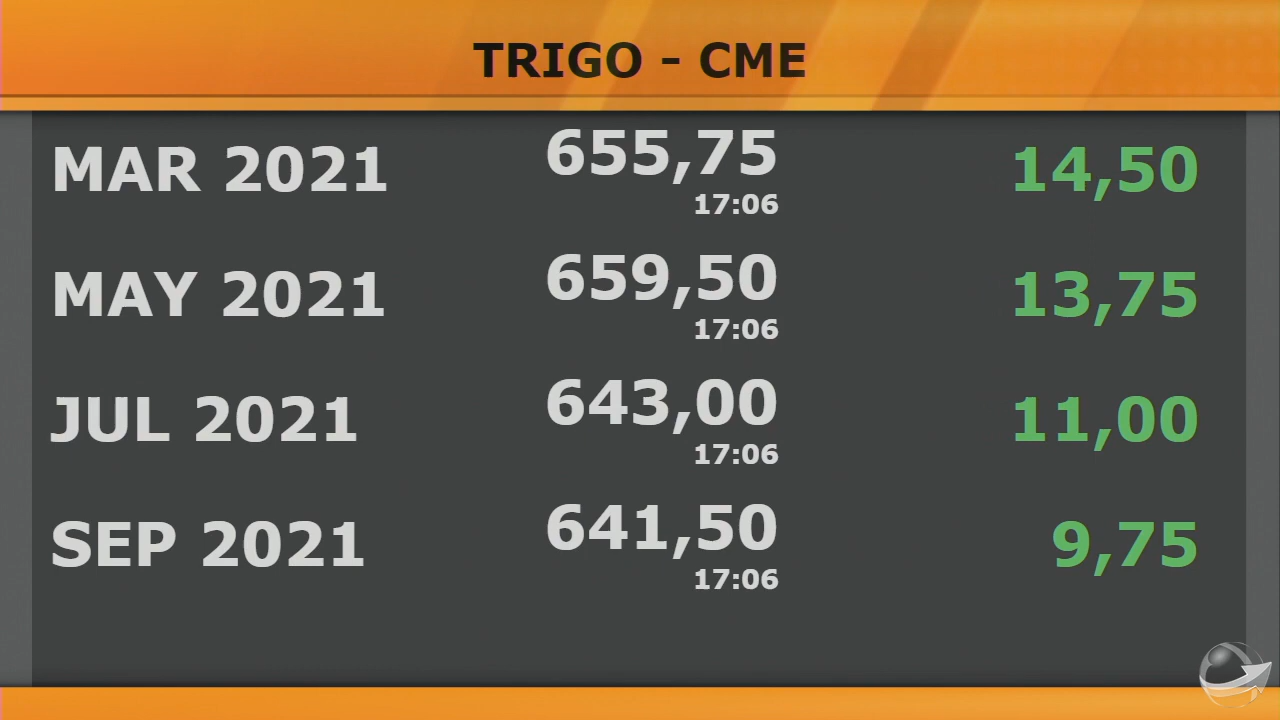 TRIGO - CME
MAR 2021 655,75 14,50
17:06
MAY 2021 659,50 13,75
17:06
JUL 2021 643,00 11,00
17:06
SEP 2021 641,50 9,75
17:06